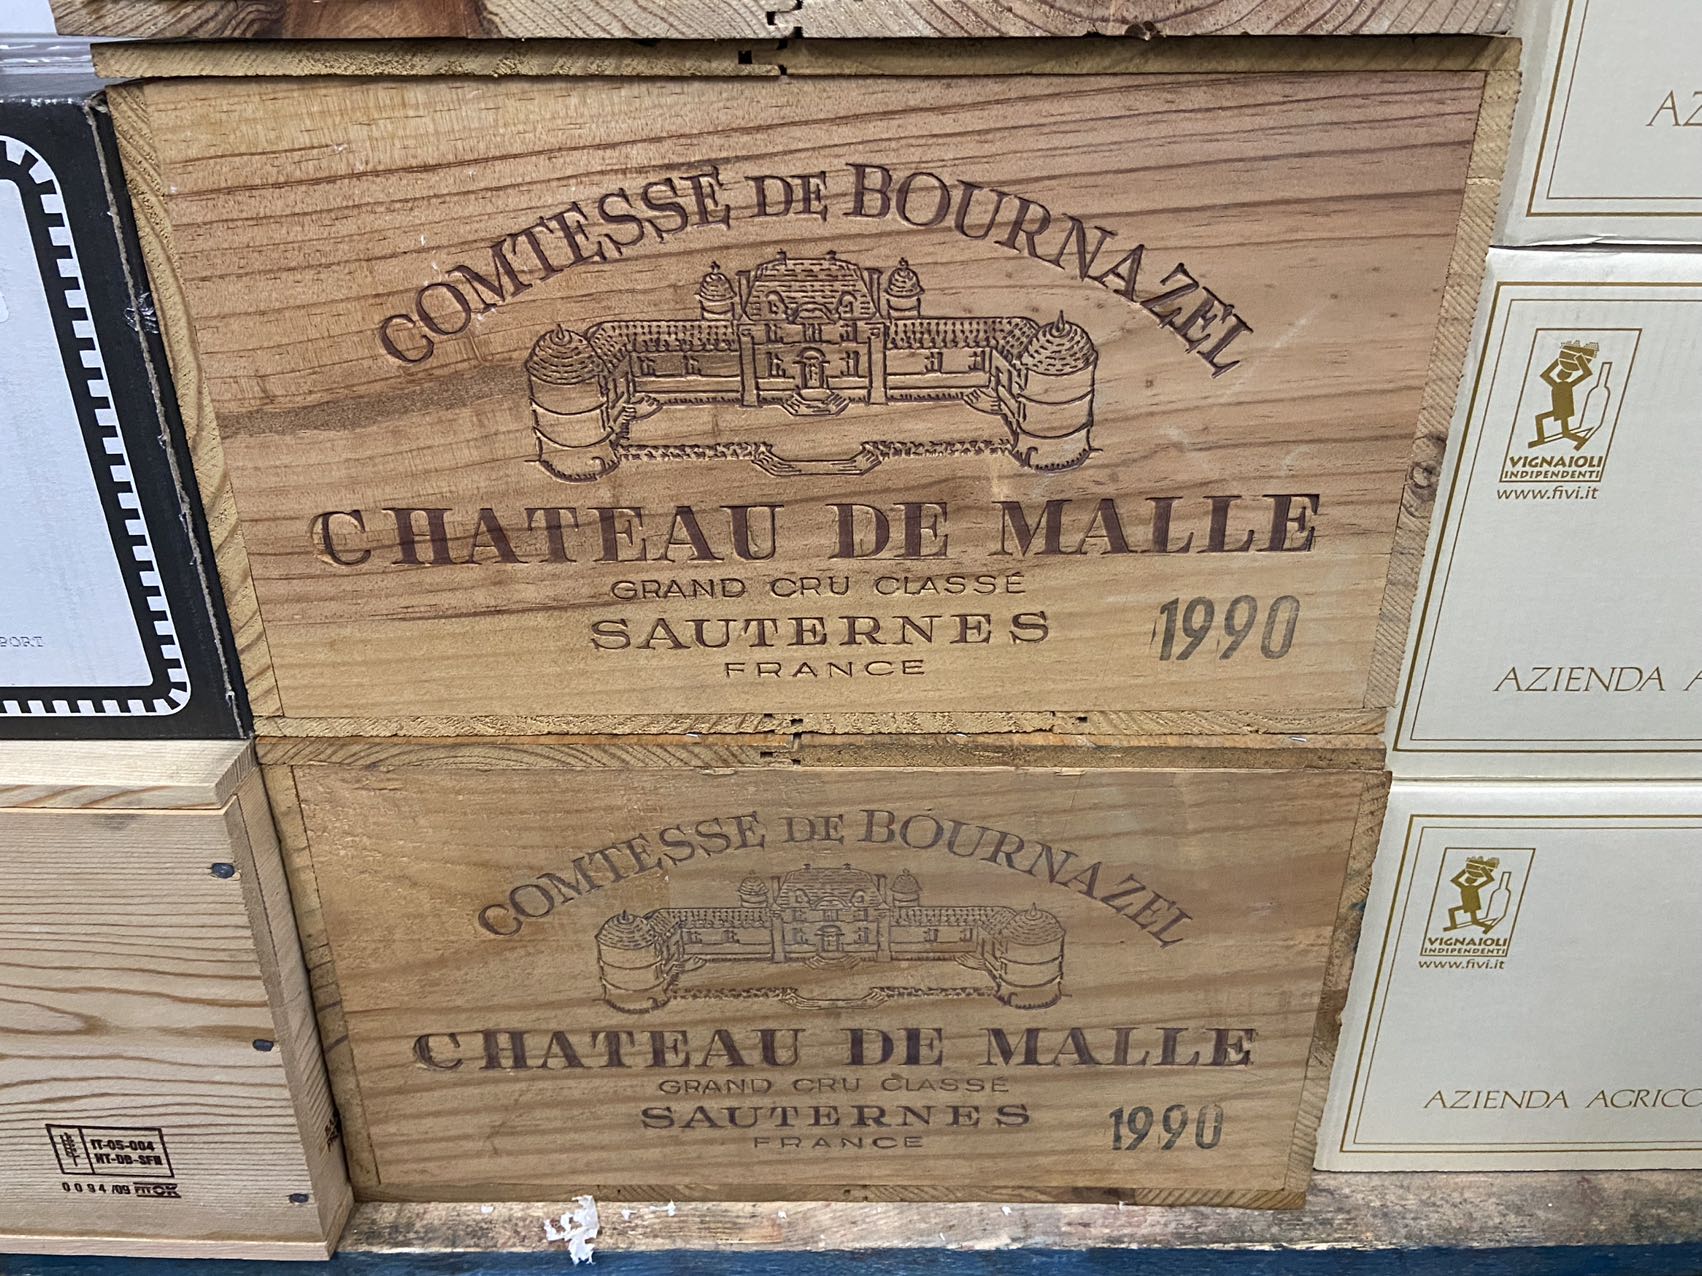 COMTESSE DE BOURNAZEL
CHATEAU DE MALLE
GRAND CRU CLASSÉ
SAUTERNES
FRANCE
1990
COMTESSE DE BOURNAZEL
CHATEAU DE MALLE
GRAND CRU CLASSÉ
SAUTERNES
FRANCE
1990
IT-05-004
HT-DB-SFN
0094/09 FITOK
VIGNAIOLI
INDIPENDENTI
www.fivi.it
AZIENDA
VIGNAIOLI
INDIPENDENTI
www.fivi.it
AZIENDA AGRICO